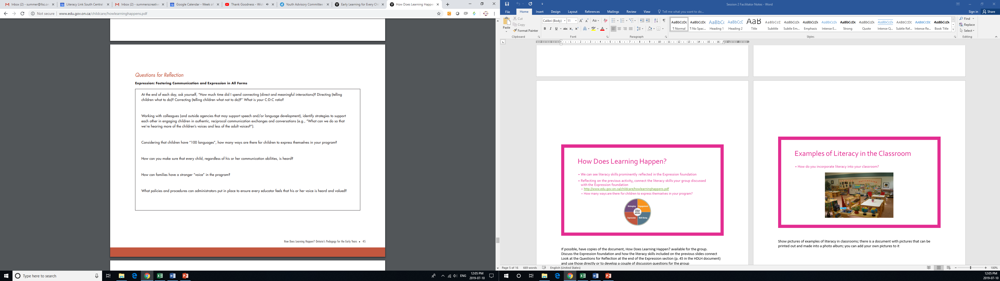 Inbox (2) - summer@llsc.on
Literacy Link South Central
Inbox (2) - summerscreative
Google Calendar - Week of
Thank Goodness - Wick
Youth Advisory Committee
Early Learning for Every Chi
How Does Learning Happen
Not secure | www.edu.gov.on.ca/childcare/howlearninghappens.pdf
Questions for Reflection
Expression: Fostering Communication and Expression in All Forms
At the end of each day, ask yourself, "How much time did I spend connecting (direct and meaningful interactions)? Directing (telling
children what to do)? Correcting (telling children what not to do)?" What is your C:D:C ratio?
Working with colleagues (and outside agencies that may support speech and/or language development), identify strategies to support
each other in engaging children in authentic, reciprocal communication exchanges and conversations (e.g., "What can we do so that
we're hearing more of the children's voices and less of the adult voices?").
Considering that children have "100 languages", how many ways are there for children to express themselves in your program?
How can you make sure that every child, regardless of his or her communication abilities, is heard?
How can families have a stronger "voice" in the program?
What policies and procedures can administrators put in place to ensure every educator feels that his or her voice is heard and valued?
How Does Learning Happen? Ontario's Pedagogy for the Early Years • 45
Type here to search
ENG
12:05 PM
2019-07-10
Session 2 Facilitator Notes - Word
File Home Insert Design Layout References Mailings Review View Tell me what you want to do...
Sign in Share
Paste
Cut
Copy
Format Painter
Clipboard
Calibri (Body) 11
Font
Paragraph
¶ Normal
¶ No Spac...
Heading 1
Heading 2
Title
Subtitle
Subtle Em...
Emphasis
Intense E...
Strong
Quote
Intense Q...
Subtle Ref...
Intense Re...
Book Title
Styles
Find
Replace
Select
Editing
How Does Learning Happen?
• We can see literacy skills prominently reflected in the Expression foundation
• Reflecting on the previous activity, connect the literacy skills your group discussed
with the Expression foundation
• http://www.edu.gov.on.ca/childcare/howlearninghappens.pdf
• How many ways are there for children to express themselves in your program?
Belonging
Engagement
Children
Families
Educators
Expression
Well-Being
If possible, have copies of the document, How Does Learning Happen? available for the group.
Discuss the Expression foundation and how the literacy skills included on the previous slides connect
Look at the Questions for Reflection at the end of the Expression section (p. 45 in the HDLH document)
and use those directly or to develop a couple of discussion questions for the group
Examples of Literacy in the Classroom
• How do you incorporate literacy into your classroom?
Show pictures of examples of literacy in classrooms; there is a document with pictures that can be
printed out and made into a photo album; you can add your own pictures to it
Page 5 of 16 669 words English (United States)
100%
12:05 PM
2019-07-10